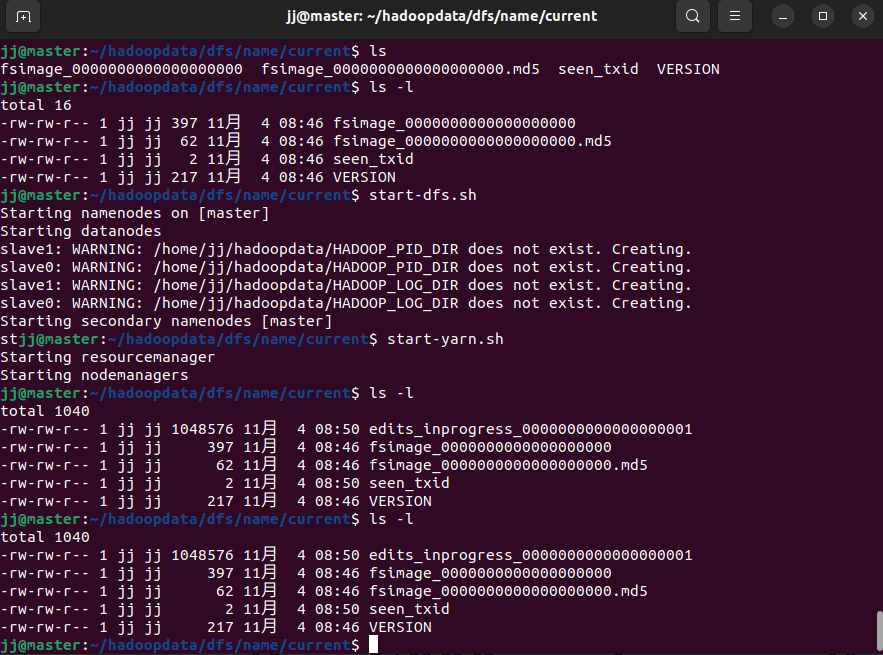 jj@master: ~/hadoopdata/dfs/name/current
jj@master:~/hadoopdata/dfs/name/current$ ls
fsimage_0000000000000000000  fsimage_0000000000000000000.md5  seen_txid  VERSION
jj@master:~/hadoopdata/dfs/name/current$ ls -l
total 16
-rw-rw-r-- 1 jj jj 397 11月  4 08:46 fsimage_0000000000000000000
-rw-rw-r-- 1 jj jj  62 11月  4 08:46 fsimage_0000000000000000000.md5
-rw-rw-r-- 1 jj jj   2 11月  4 08:46 seen_txid
-rw-rw-r-- 1 jj jj 217 11月  4 08:46 VERSION
jj@master:~/hadoopdata/dfs/name/current$ start-dfs.sh
Starting namenodes on [master]
Starting datanodes
slave1: WARNING: /home/jj/hadoopdata/HADOOP_PID_DIR does not exist. Creating.
slave0: WARNING: /home/jj/hadoopdata/HADOOP_PID_DIR does not exist. Creating.
slave1: WARNING: /home/jj/hadoopdata/HADOOP_LOG_DIR does not exist. Creating.
slave0: WARNING: /home/jj/hadoopdata/HADOOP_LOG_DIR does not exist. Creating.
Starting secondary namenodes [master]
stjj@master:~/hadoopdata/dfs/name/current$ start-yarn.sh
Starting resourcemanager
Starting nodemanagers
jj@master:~/hadoopdata/dfs/name/current$ ls -l
total 1040
-rw-rw-r-- 1 jj jj 1048576 11月  4 08:50 edits_inprogress_0000000000000000001
-rw-rw-r-- 1 jj jj     397 11月  4 08:46 fsimage_0000000000000000000
-rw-rw-r-- 1 jj jj      62 11月  4 08:46 fsimage_0000000000000000000.md5
-rw-rw-r-- 1 jj jj       2 11月  4 08:50 seen_txid
-rw-rw-r-- 1 jj jj     217 11月  4 08:46 VERSION
jj@master:~/hadoopdata/dfs/name/current$ ls -l
total 1040
-rw-rw-r-- 1 jj jj 1048576 11月  4 08:50 edits_inprogress_0000000000000000001
-rw-rw-r-- 1 jj jj     397 11月  4 08:46 fsimage_0000000000000000000
-rw-rw-r-- 1 jj jj      62 11月  4 08:46 fsimage_0000000000000000000.md5
-rw-rw-r-- 1 jj jj       2 11月  4 08:50 seen_txid
-rw-rw-r-- 1 jj jj     217 11月  4 08:46 VERSION
jj@master:~/hadoopdata/dfs/name/current$